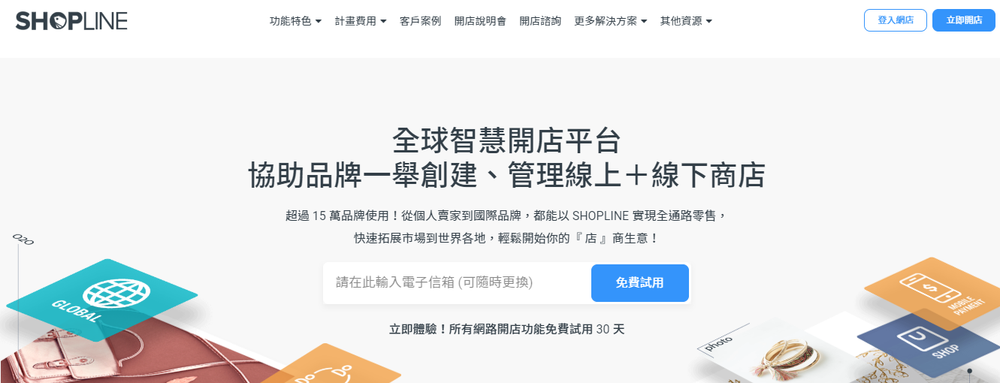 SHOPLINE
功能特色
計畫費用
客戶案例
開店說明會
開店諮詢
更多解決方案
其他資源
登入網店
立即開店
全球智慧開店平台
協助品牌一舉創建、管理線上＋線下商店
超過 15 萬品牌使用！從個人賣家到國際品牌，都能以 SHOPLINE 實現全通路零售，
快速拓展市場到世界各地，輕鬆開始你的『 店 』商生意！
請在此輸入電子信箱 (可隨時更換)
免費試用
立即體驗！所有網路開店功能免費試用 30 天
O2O
GLOBAL
Do
Do
photo
MOBILE
PAYMENT
SHOP